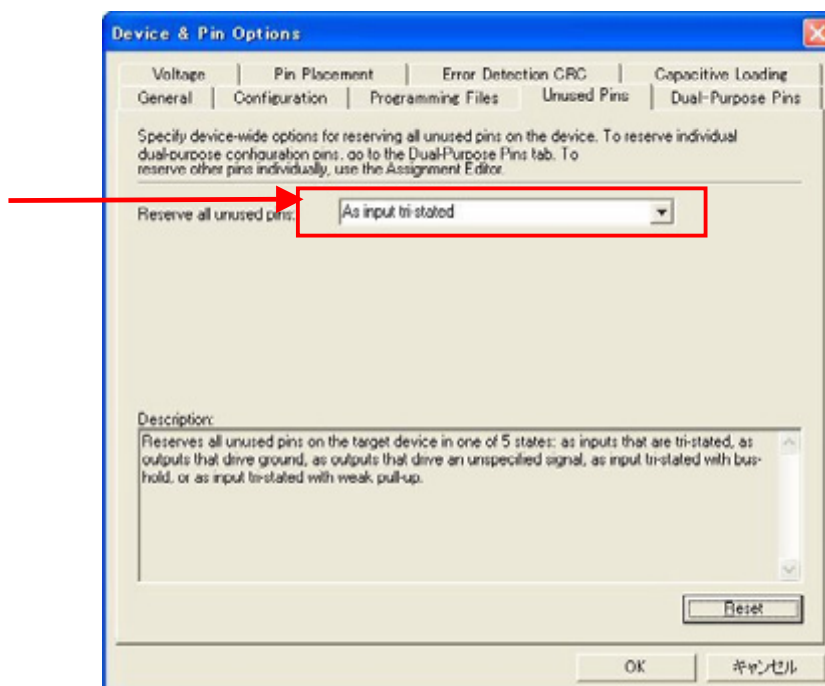 Device & Pin Options
Voltage Pin Placement Error Detection CRC Capacitive Loading
General Configuration Programming Files Unused Pins Dual-Purpose Pins
Specify device-wide options for reserving all unused pins on the device. To reserve individual
dual-purpose configuration pins, go to the Dual-Purpose Pins tab. To
reserve other pins individually, use the Assignment Editor.
Reserve all unused pins: As input tri-stated
Description:
Reserves all unused pins on the target device in one of 5 states: as inputs that are tri-stated, as
outputs that drive ground, as outputs that drive an unspecified signal, as input tri-stated with bus-
hold, or as input tri-stated with weak pull-up.
Reset
OK キャンセル